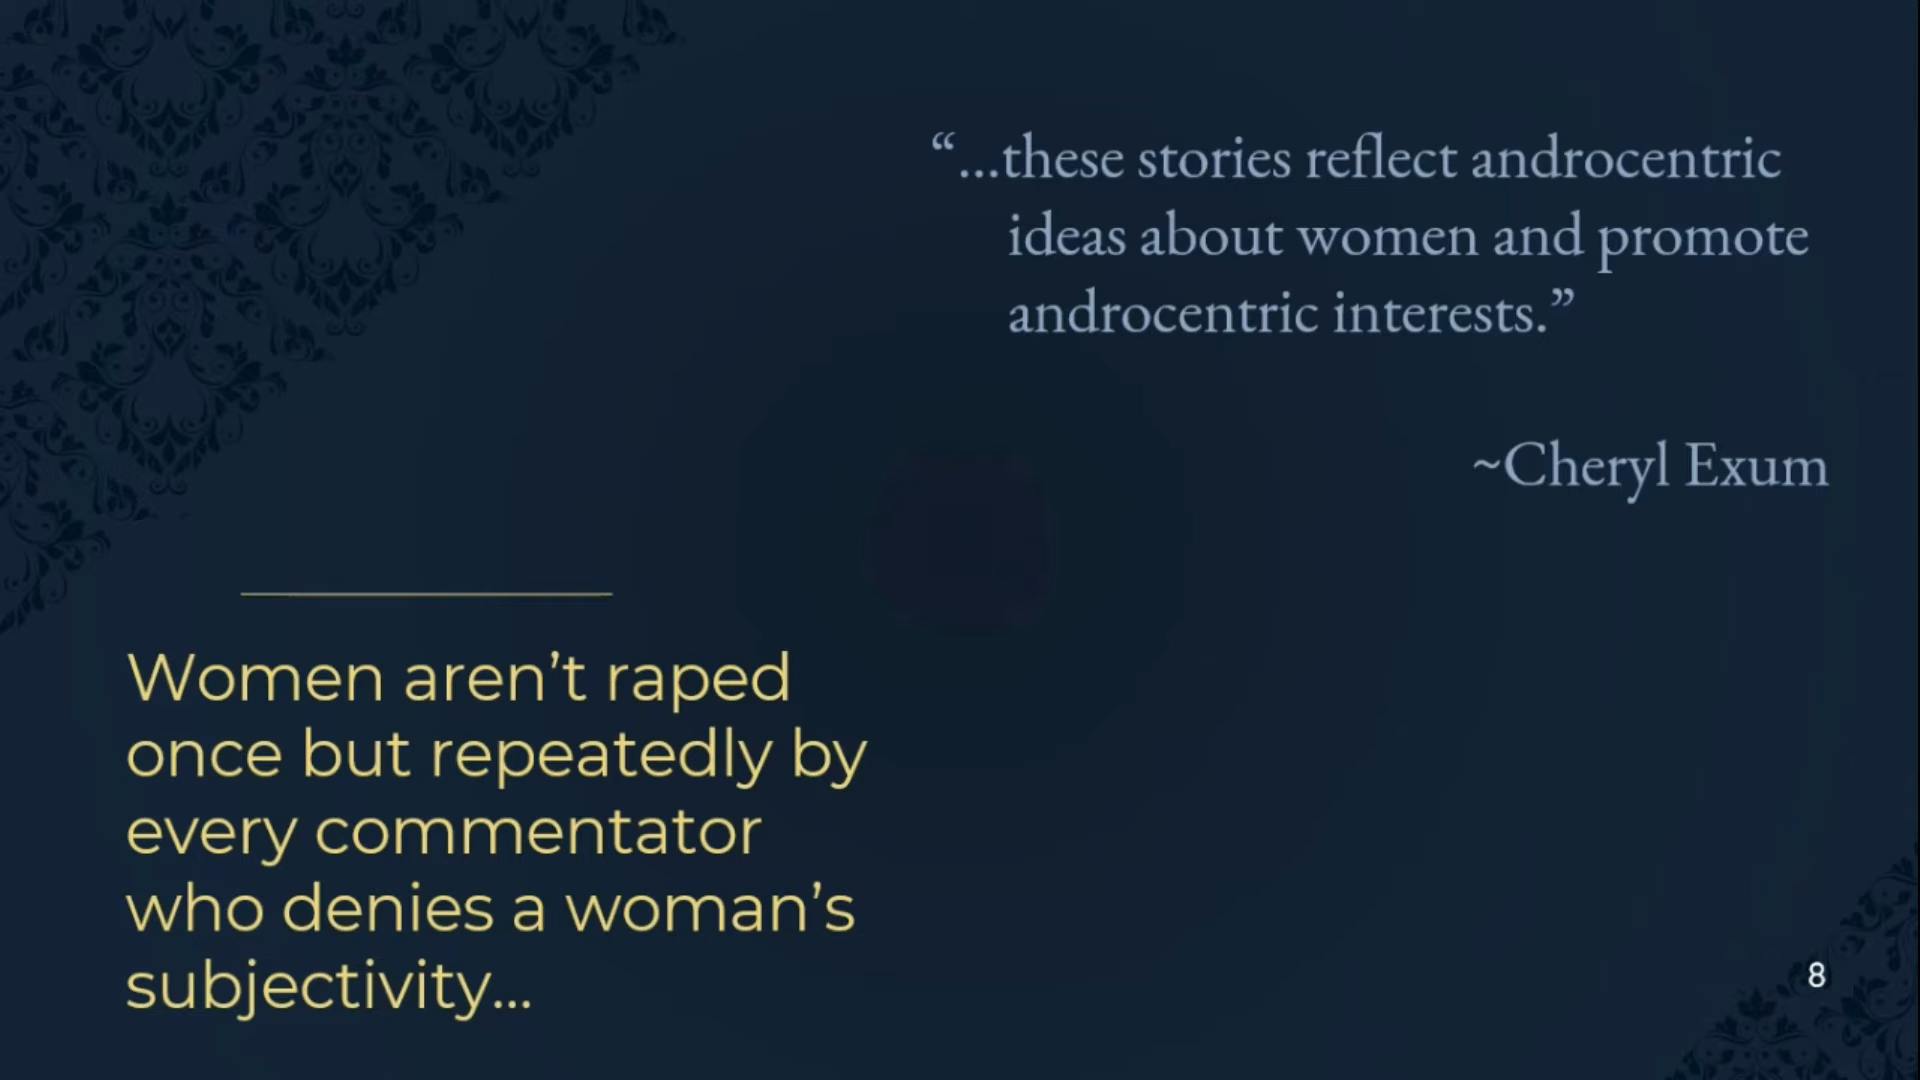 “...these stories reflect androcentric
ideas about women and promote
androcentric interests.”
~Cheryl Exum
Women aren’t raped
once but repeatedly by
every commentator
who denies a woman’s
subjectivity...
8